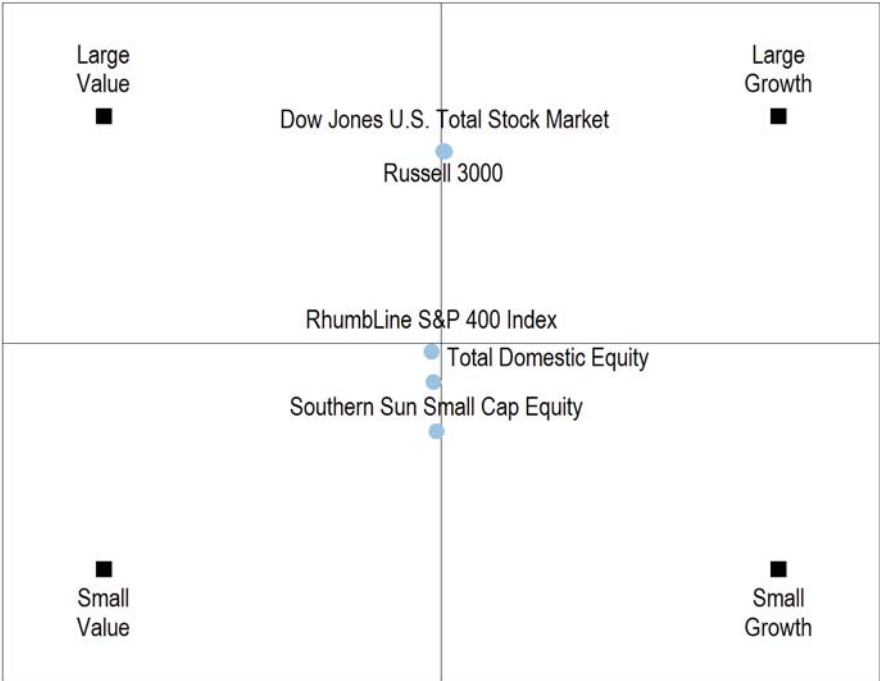 Large
Value
Large
Growth
Dow Jones U.S. Total Stock Market
Russell 3000
RhumbLine S&P 400 Index
Total Domestic Equity
Southern Sun Small Cap Equity
Small
Value
Small
Growth